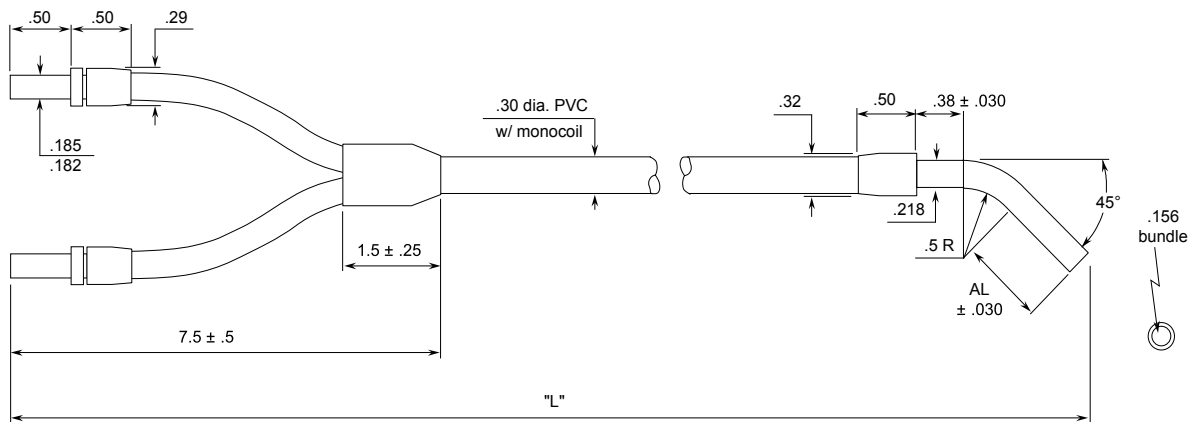 .50
.50
.29
.185
.182
.30 dia. PVC
w/ monocoil
.32
.50
.38 ± .030
.218
45°
.5 R
AL
± .030
.156
bundle
1.5 ± .25
7.5 ± .5
"L"